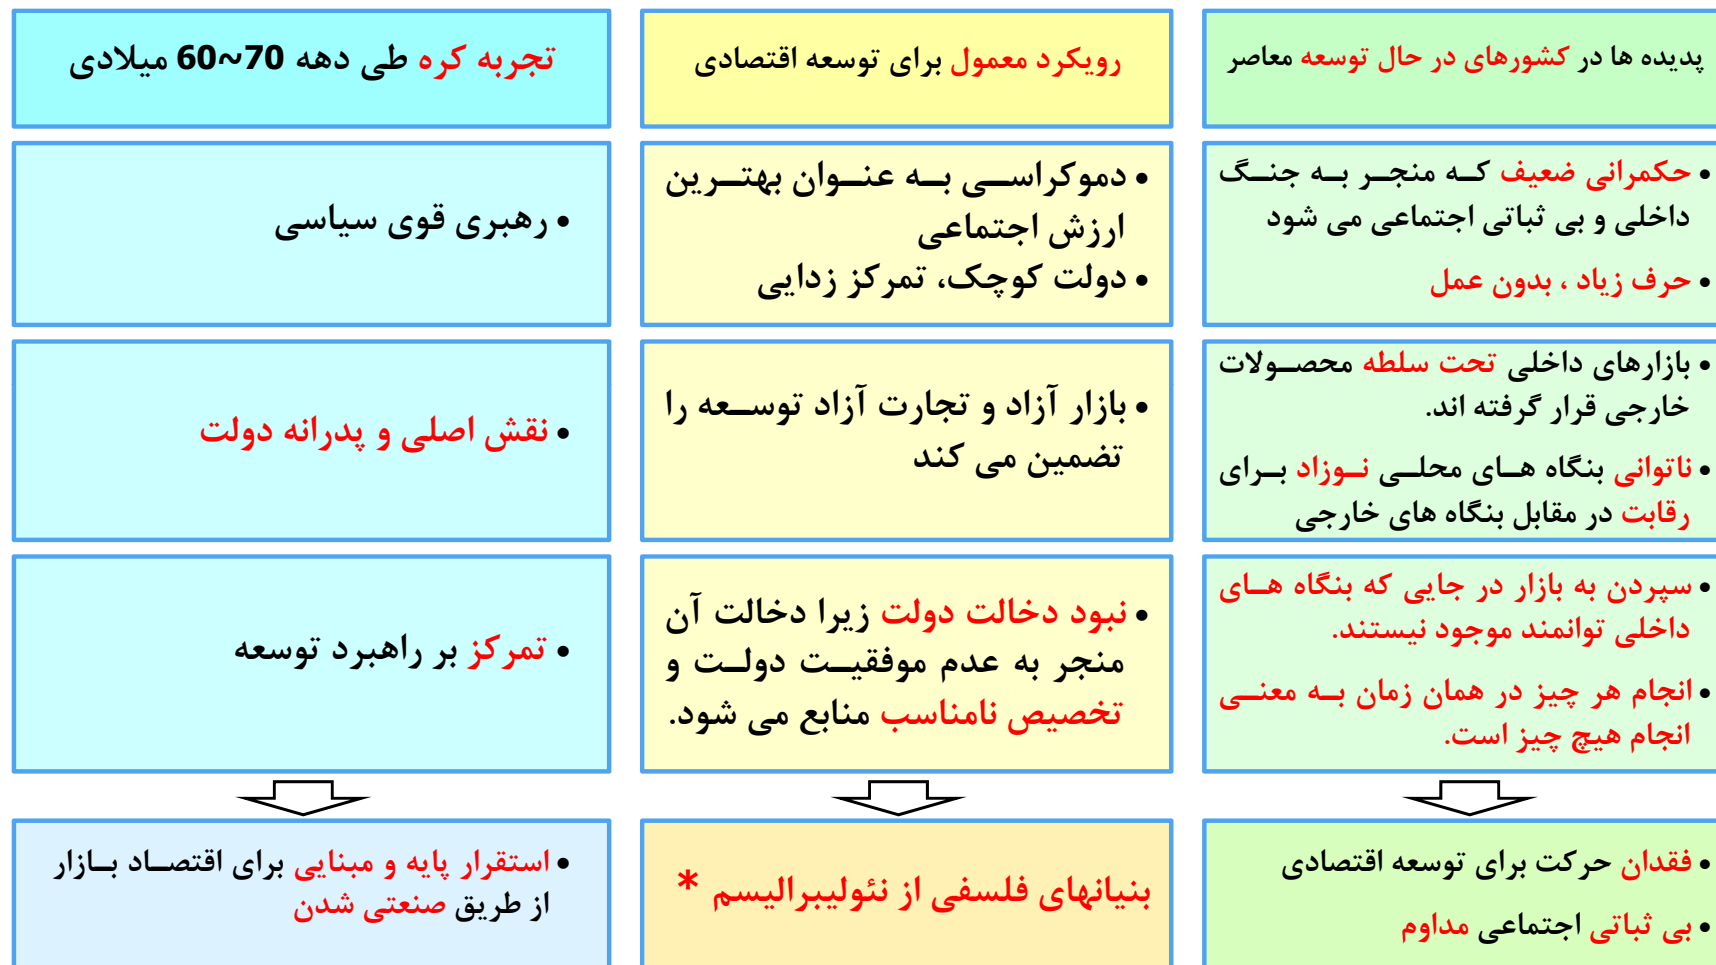 پدیده ها در کشورهای در حال توسعه معاصر
رویکرد معمول برای توسعه اقتصادی
تجربه کره طی دهه 70~60 میلادی
• حکمرانی ضعیف که منجر به جنگ
داخلی و بی ثباتی اجتماعی می شود
• حرف زیاد ، بدون عمل
• دموکراسی به عنوان بهترین
ارزش اجتماعی
• دولت کوچک، تمرکز زدایی
• رهبری قوی سیاسی
• بازارهای داخلی تحت سلطه محصولات
خارجی قرار گرفته اند.
• ناتوانی بنگاه های محلی نوزاد برای
رقابت در مقابل بنگاه های خارجی
• بازار آزاد و تجارت آزاد توسعه را
تضمین می کند
• نقش اصلی و پدرانه دولت
• سپردن به بازار در جایی که بنگاه های
داخلی توانمند موجود نیستند.
• انجام هر چیز در همان زمان به معنی
انجام هیچ چیز است.
• نبود دخالت دولت زیرا دخالت آن
منجر به عدم موفقیت دولت و
تخصیص نامناسب منابع می شود.
• تمرکز بر راهبرد توسعه
• فقدان حرکت برای توسعه اقتصادی
• بی ثباتی اجتماعی مداوم
بنیانهای فلسفی از نئولیبرالیسم *
• استقرار پایه و مبنایی برای اقتصاد بازار
از طریق صنعتی شدن